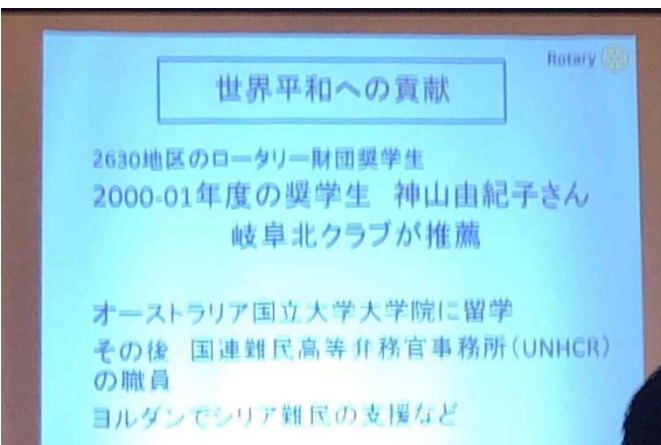 Rotary
世界平和への貢献
2630地区のロータリー財団奨学生
2000-01年度の奨学生　神山由紀子さん
岐阜北クラブが推薦
オーストラリア国立大学大学院に留学
その後　国連難民高等弁務官事務所（UNHCR）
の職員
ヨルダンでシリア難民の支援など